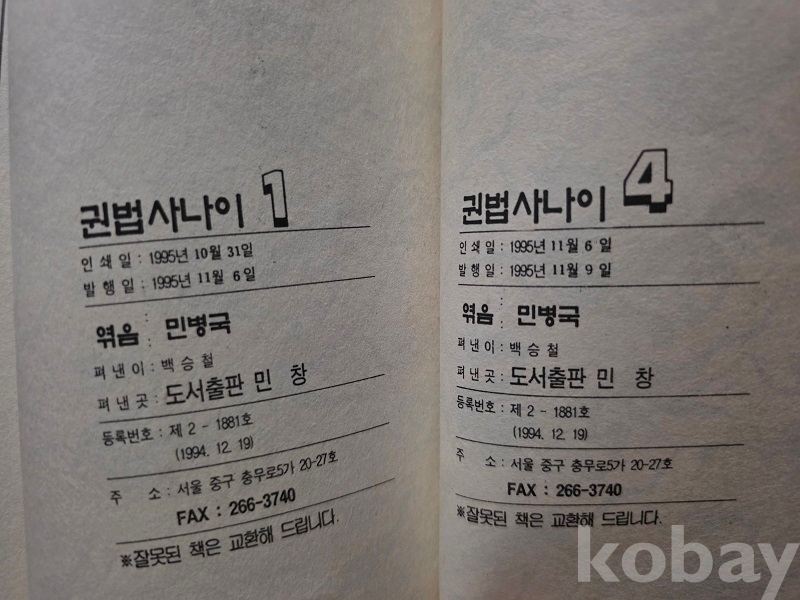 권법사나이 1
인 쇄 일 : 1995년 10월 31일
발 행 일 : 1995년 11월 6일
엮음 : 민병국
펴 낸 이 : 백 승 철
펴 낸 곳 : 도서출판 민 창
등록번호 : 제 2 - 1881호
(1994. 12. 19)
주 소 : 서울 중구 충무로5가 20-27호
FAX : 266-3740
※잘못된 책은 교환해 드립니다.
권법사나이 4
인 쇄 일 : 1995년 11월 6 일
발 행 일 : 1995년 11월 9 일
엮음 : 민병국
펴 낸 이 : 백 승 철
펴 낸 곳 : 도서출판 민 창
등록번호 : 제 2 - 1881호
(1994. 12. 19)
주 소 : 서울 중구 충무로5가 20-27호
FAX : 266-3740
※잘못된 책은 교환해 드립니다.
kobay